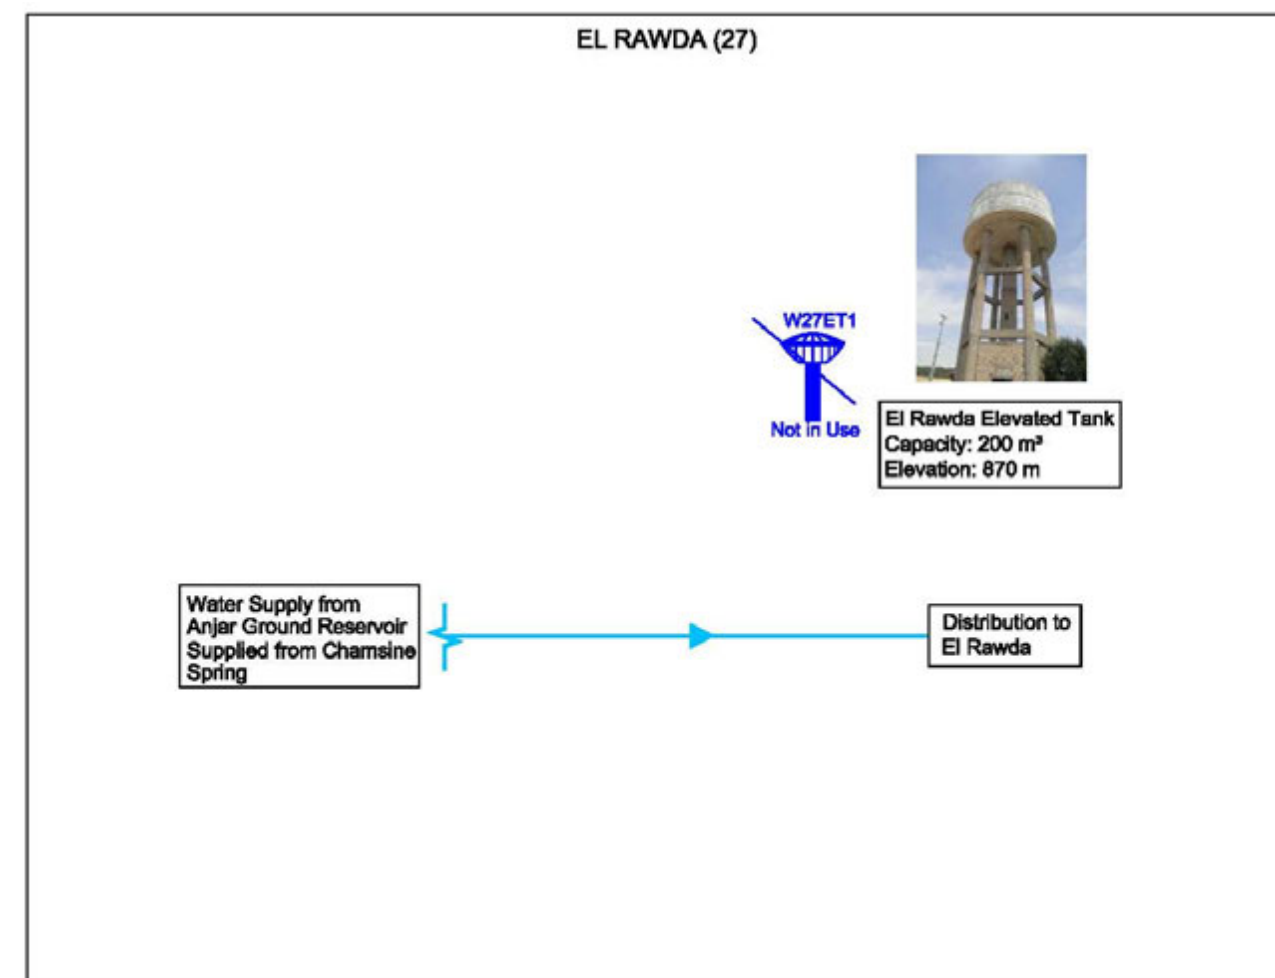 EL RAWDA (27)
W27ET1
Not in Use
El Rawda Elevated Tank
Capacity: 200 m³
Elevation: 870 m
Water Supply from
Anjar Ground Reservoir
Supplied from Chamsine
Spring
Distribution to
El Rawda